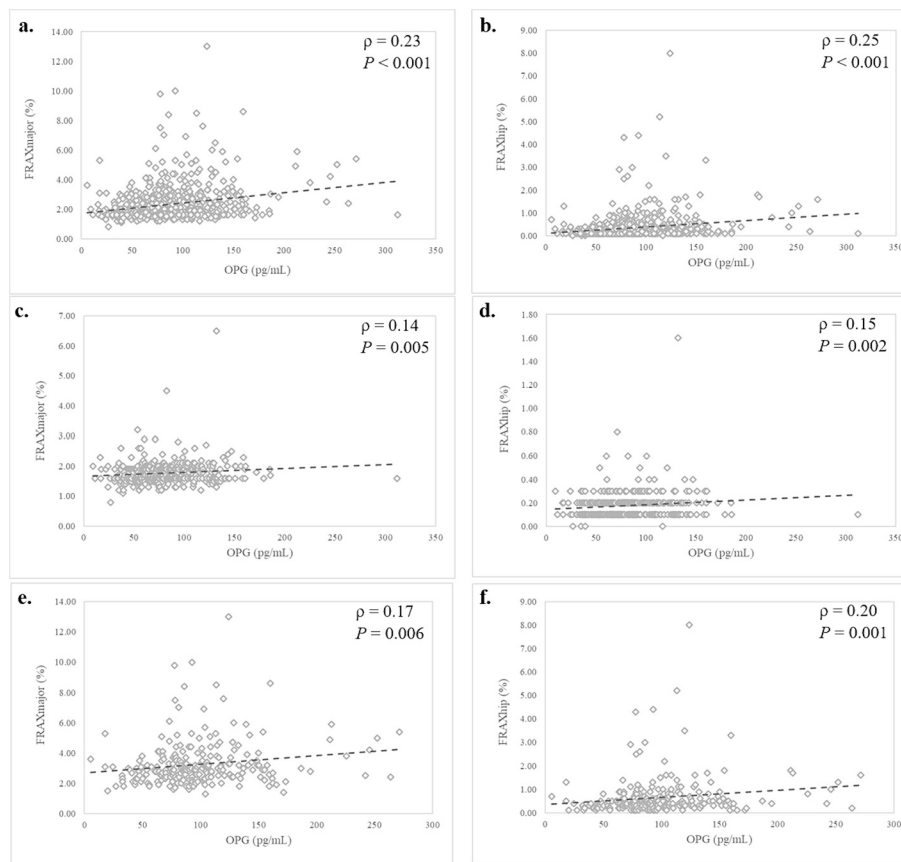 a.
ρ = 0.23
P < 0.001
FRAXmajor (%)
14.00
12.00
10.00
8.00
6.00
4.00
2.00
0.00
0 50 100 150 200 250 300 350
OPG (pg/mL)
b.
ρ = 0.25
P < 0.001
FRAXhip (%)
9.00
8.00
7.00
6.00
5.00
4.00
3.00
2.00
1.00
0.00
0 50 100 150 200 250 300 350
OPG (pg/mL)
c.
ρ = 0.14
P = 0.005
FRAXmajor (%)
7.00
6.00
5.00
4.00
3.00
2.00
1.00
0.00
0 50 100 150 200 250 300 350
OPG (pg/mL)
d.
ρ = 0.15
P = 0.002
FRAXhip (%)
1.80
1.60
1.40
1.20
1.00
0.80
0.60
0.40
0.20
0.00
0 50 100 150 200 250 300 350
OPG (pg/mL)
e.
ρ = 0.17
P = 0.006
FRAXmajor (%)
14.00
12.00
10.00
8.00
6.00
4.00
2.00
0.00
0 50 100 150 200 250 300
OPG (pg/mL)
f.
ρ = 0.20
P = 0.001
FRAXhip (%)
9.00
8.00
7.00
6.00
5.00
4.00
3.00
2.00
1.00
0.00
0 50 100 150 200 250 300
OPG (pg/mL)